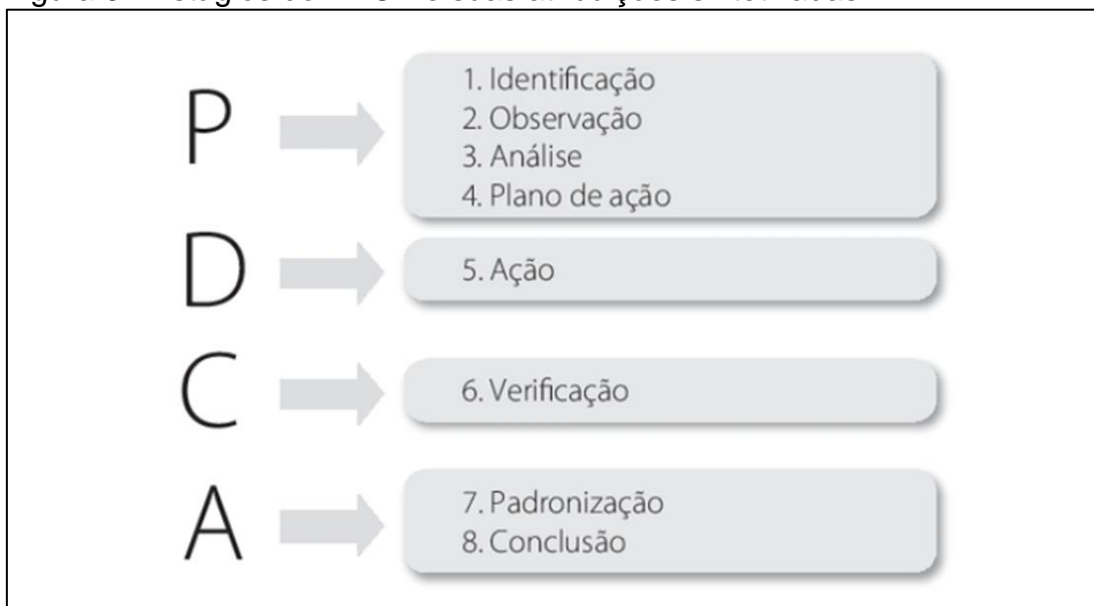 P
1. Identificação
2. Observação
3. Análise
4. Plano de ação
D
5. Ação
C
6. Verificação
A
7. Padronização
8. Conclusão